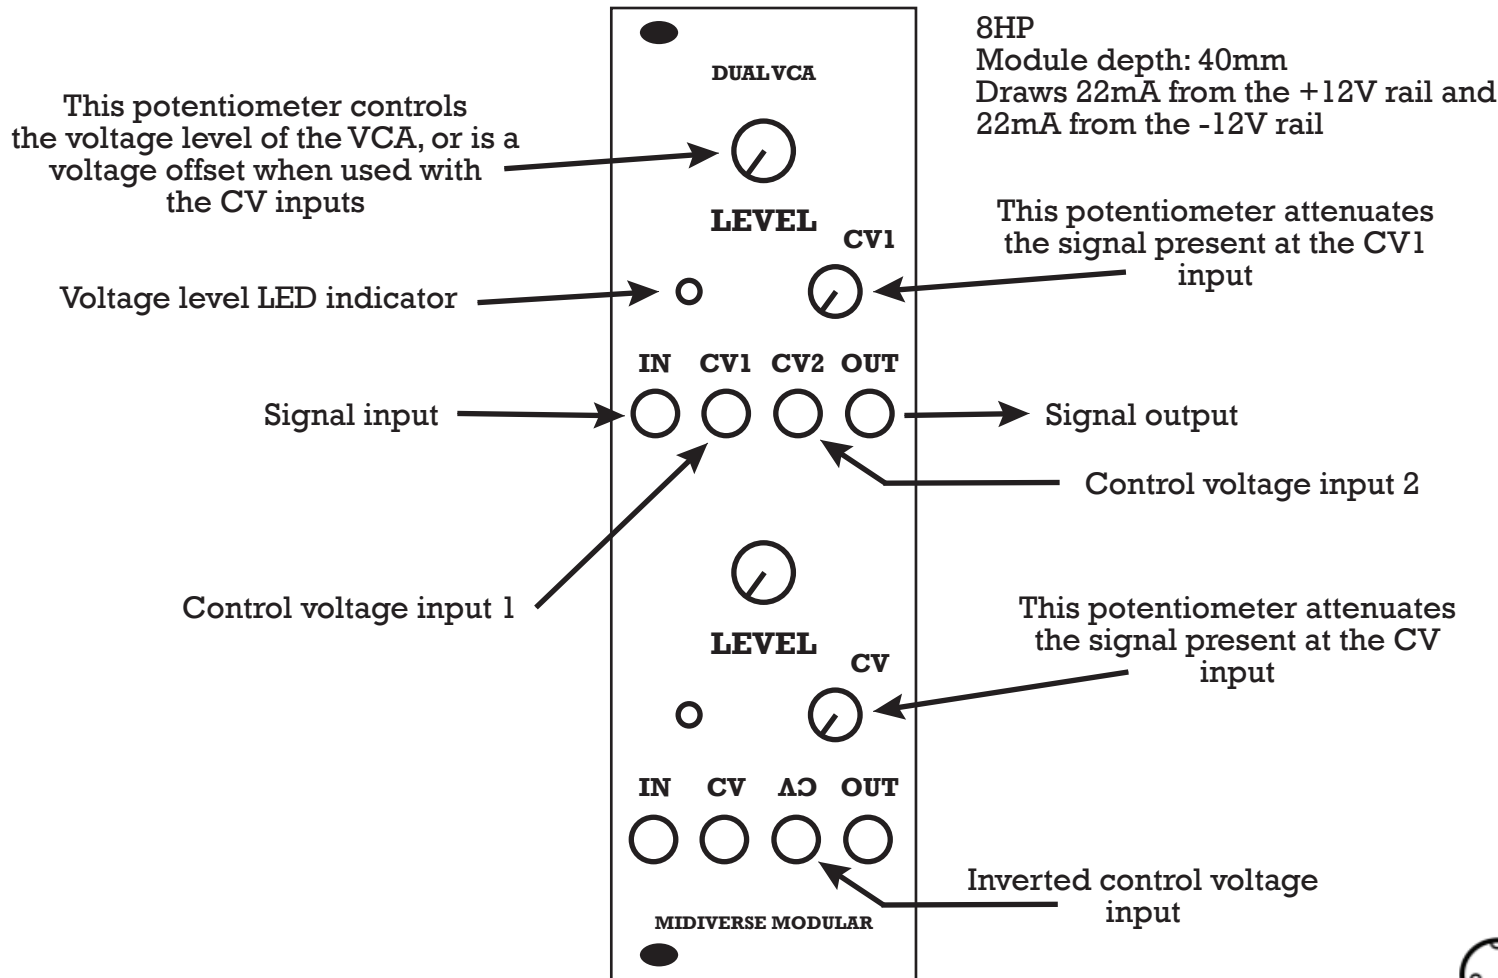 8HP
Module depth: 40mm
Draws 22mA from the +12V rail and
22mA from the -12V rail
DUAL VCA
This potentiometer controls
the voltage level of the VCA, or is a
voltage offset when used with
the CV inputs
LEVEL
CV1
This potentiometer attenuates
the signal present at the CV1
input
Voltage level LED indicator
IN CV1 CV2 OUT
Signal input
Signal output
Control voltage input 2
Control voltage input 1
LEVEL
CV
This potentiometer attenuates
the signal present at the CV
input
IN CV CV OUT
Inverted control voltage
input
MIDIVERSE MODULAR